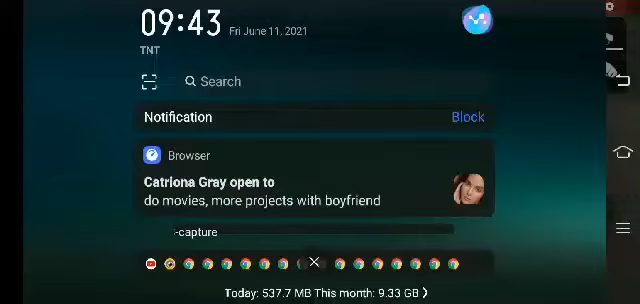 09:43 Fri June 11, 2021
TNT
Search
Notification Block
Browser
Catriona Gray open to
do movies, more projects with boyfriend
-capture
Today: 537.7 MB This month: 9.33 GB